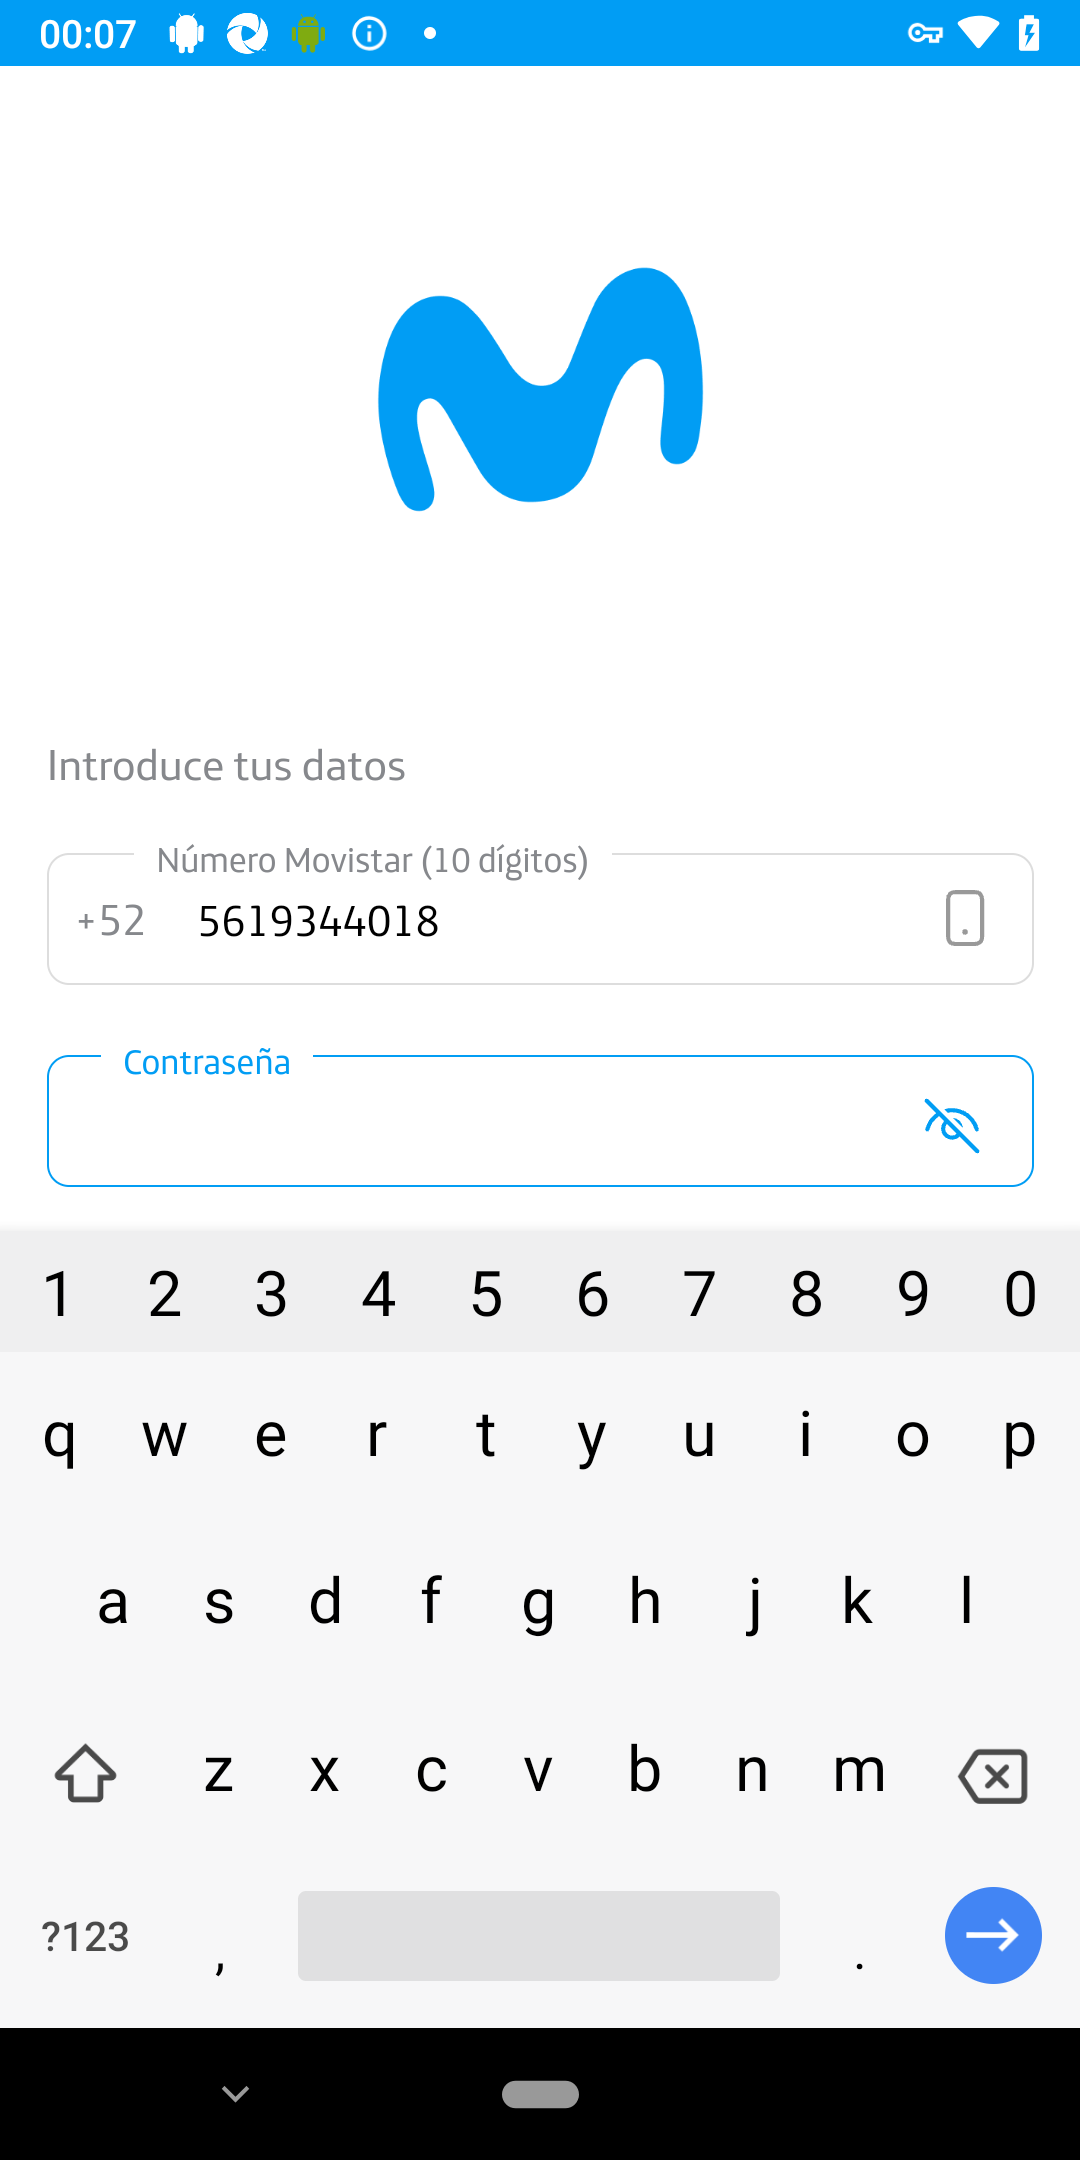 00:07
Introduce tus datos
Número Movistar (10 dígitos)
+52 5619344018
Contraseña
1 2 3 4 5 6 7 8 9 0
q w e r t y u i o p
a s d f g h j k l
z x c v b n m
?123 , .